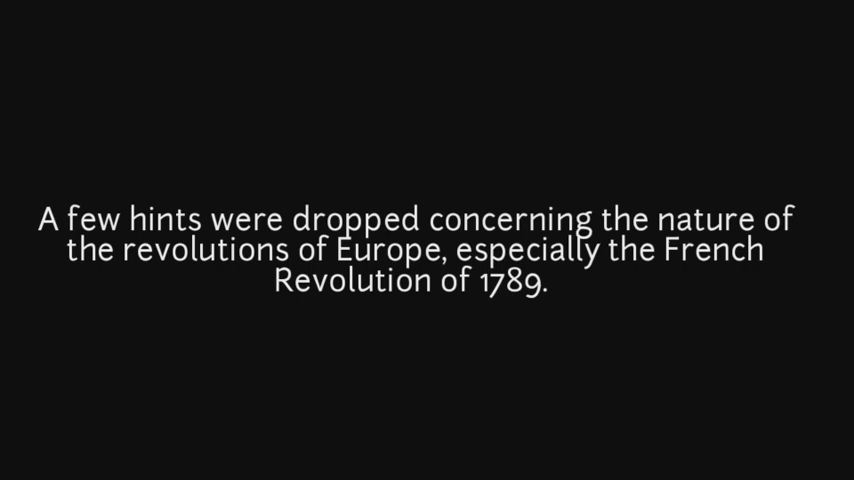 A few hints were dropped concerning the nature of
the revolutions of Europe, especially the French
Revolution of 1789.